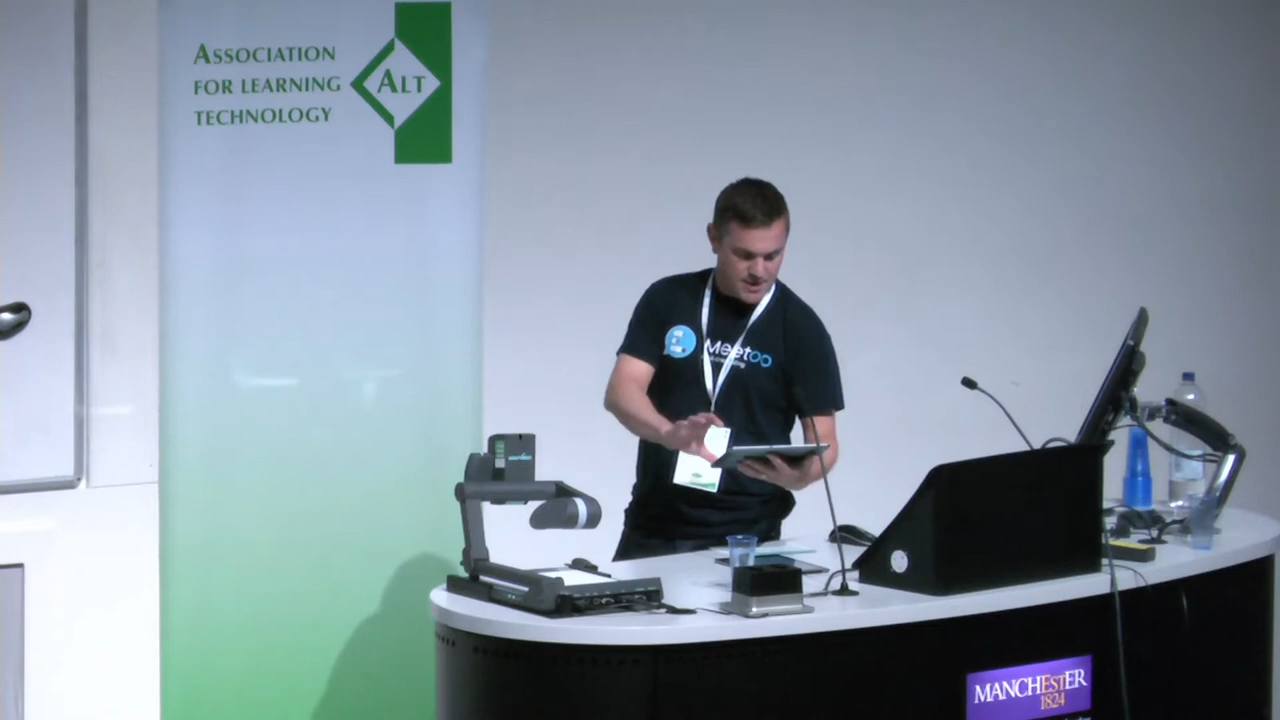 ASSOCIATION
FOR LEARNING
TECHNOLOGY
ALT
Meetoo
MANCHESTER
1824